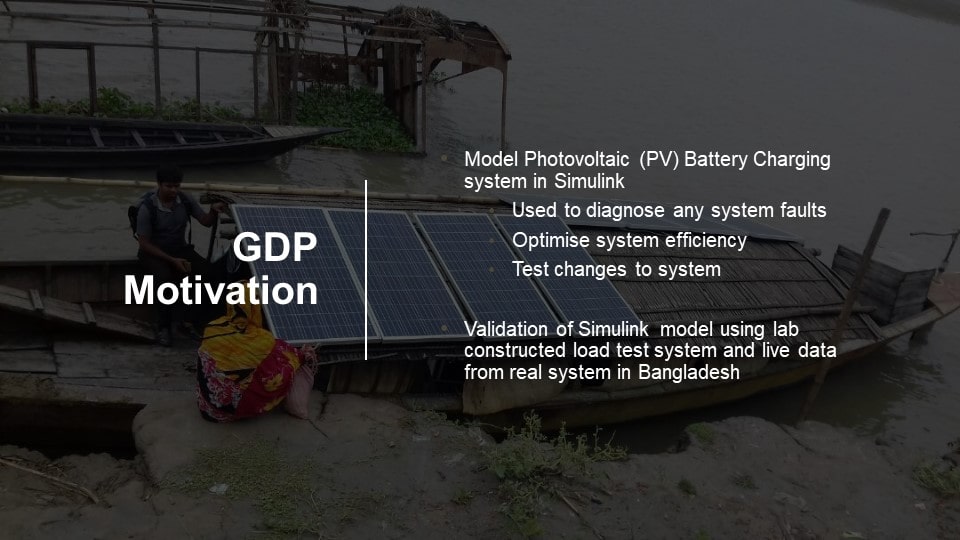 GDP
Motivation
Model Photovoltaic (PV) Battery Charging
system in Simulink
Used to diagnose any system faults
Optimise system efficiency
Test changes to system
Validation of Simulink model using lab
constructed load test system and live data
from real system in Bangladesh